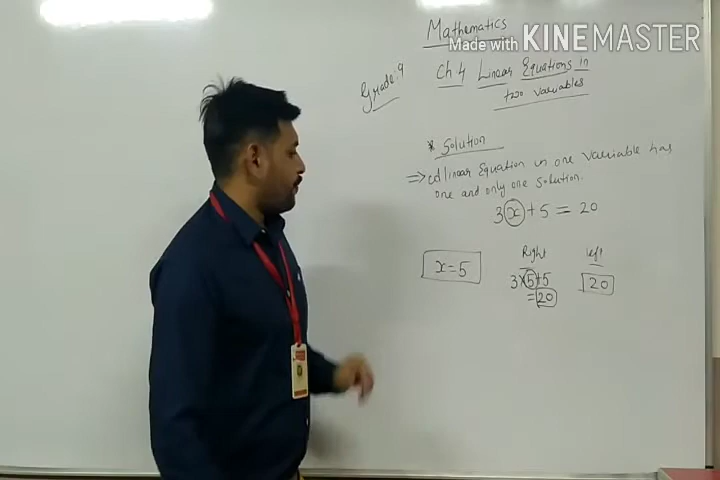 Mathematics
Made with KINEMASTER
Grade:9
Ch 4 Linear Equations in
two variables
* Solution
⇒ A linear Equation in one variable has
one and only one solution.
3x + 5 = 20
x = 5
Right
3×5+5
= 20
left
20